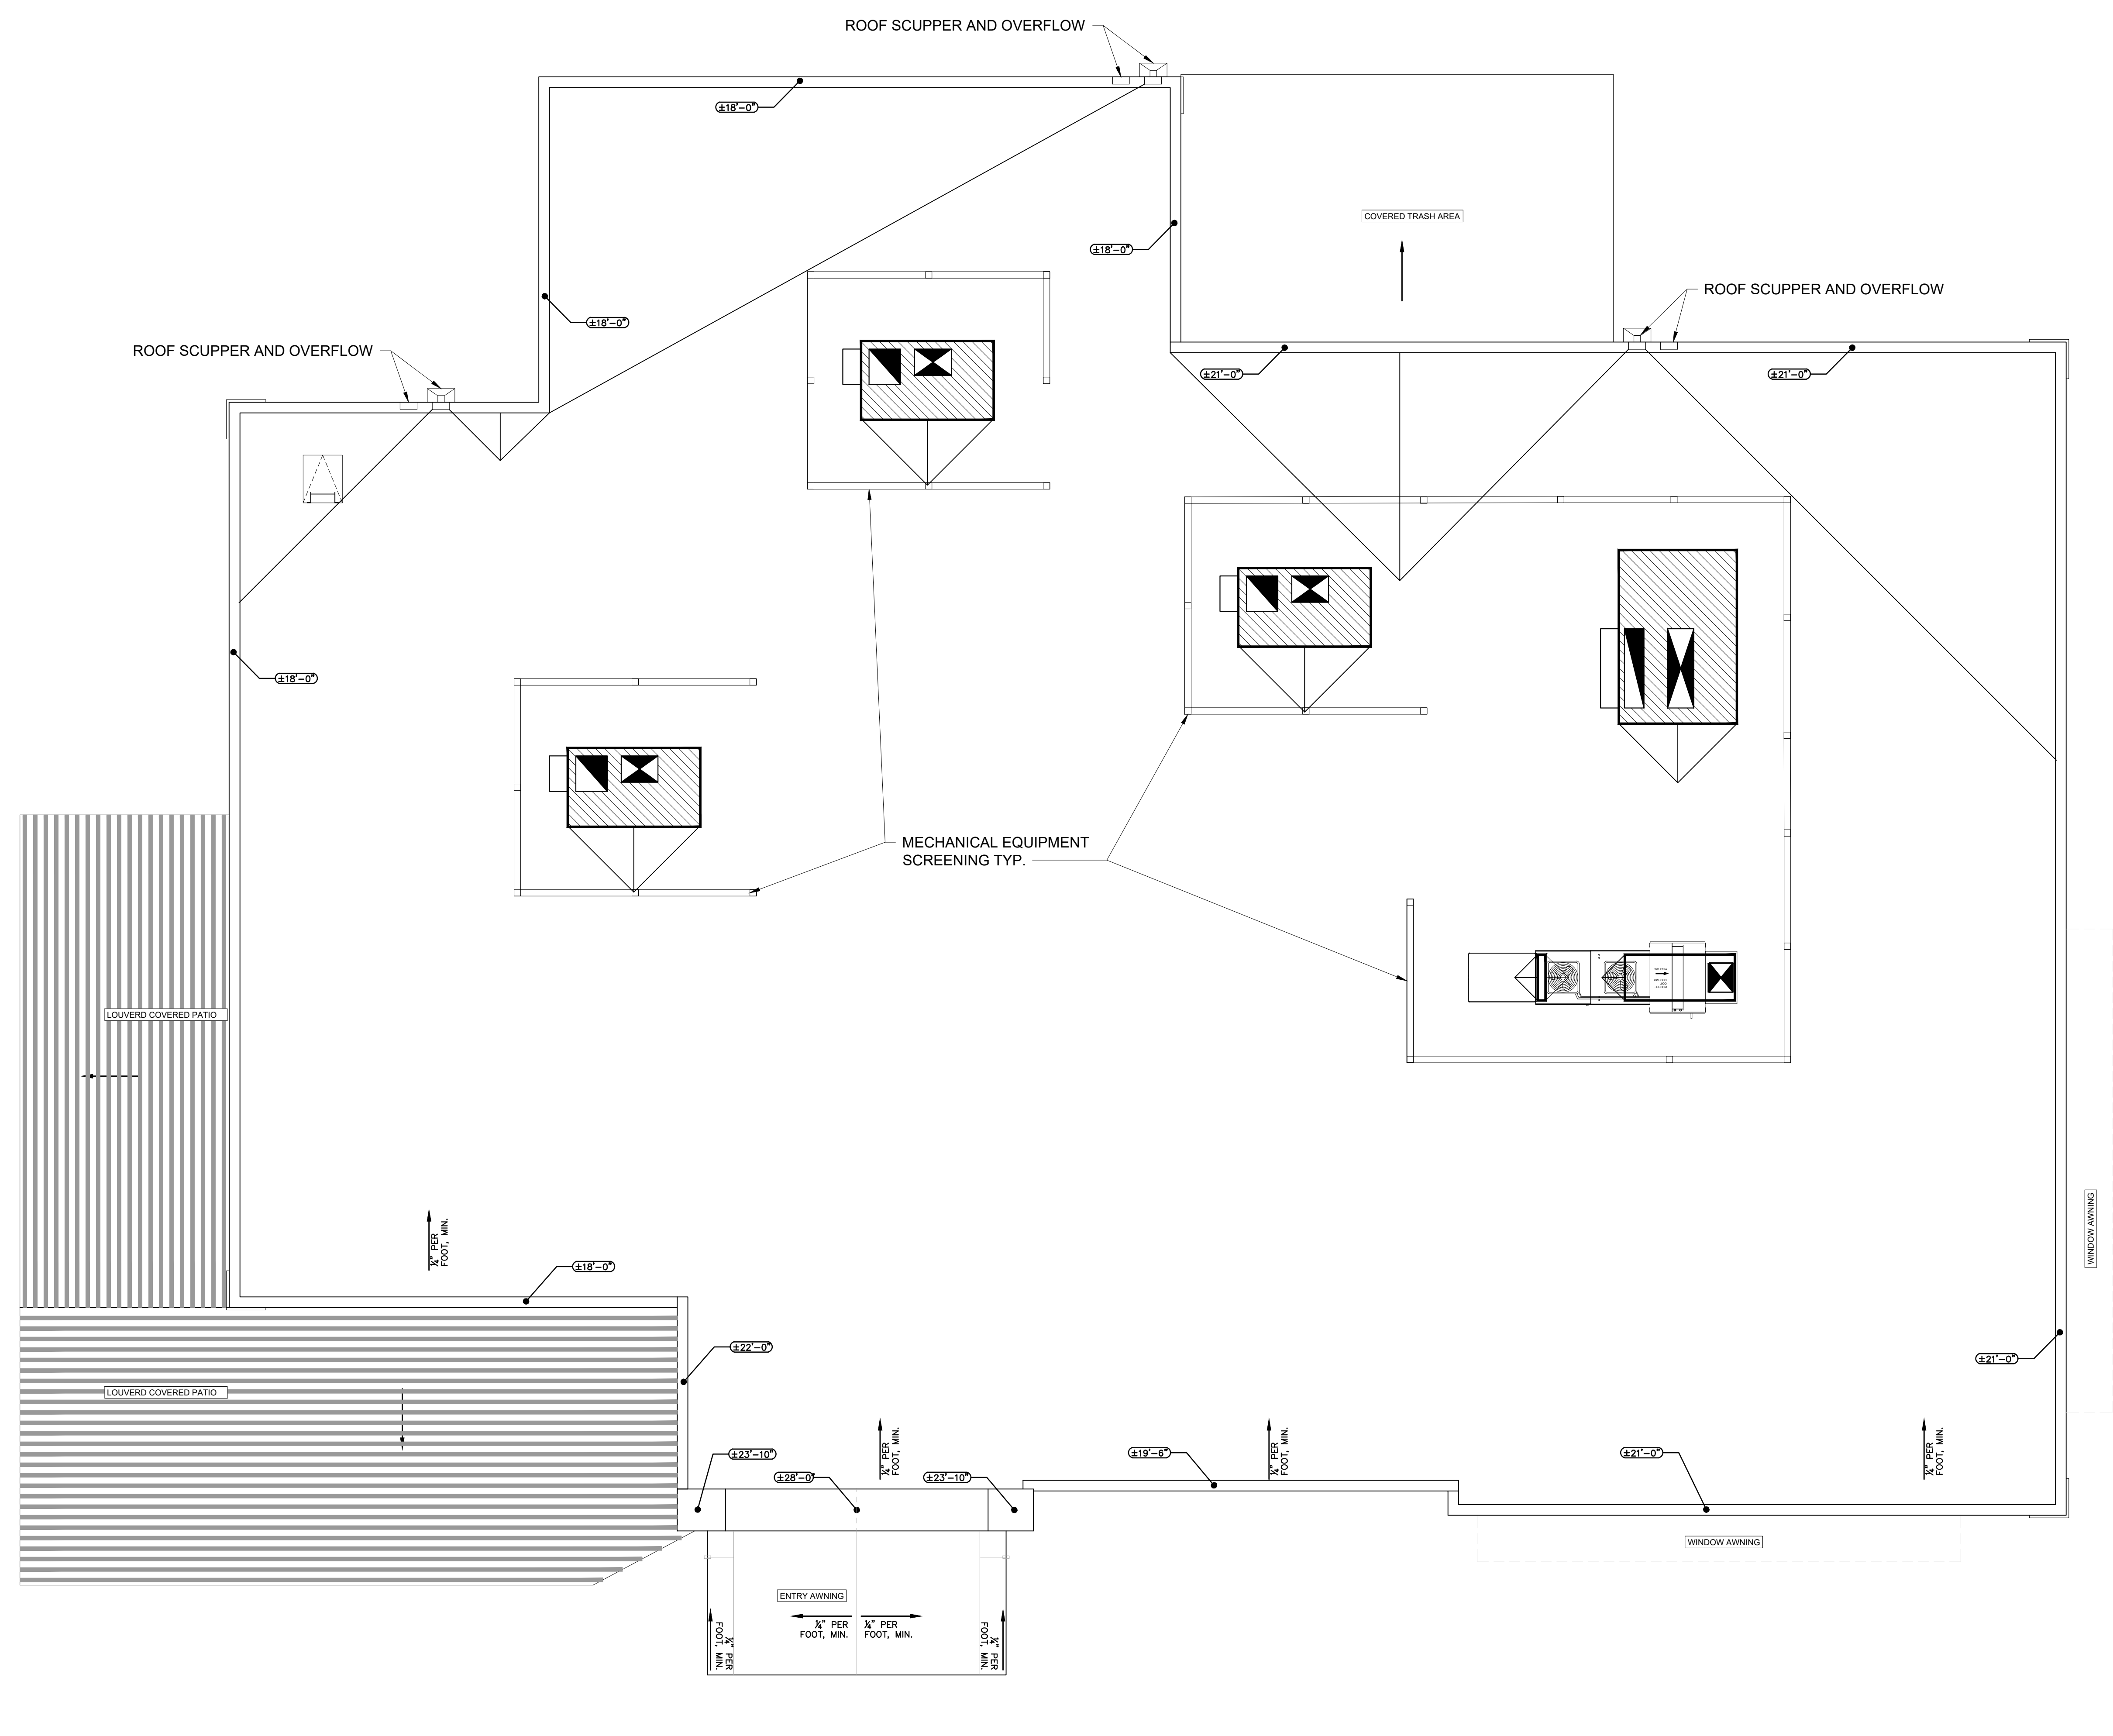 ROOF SCUPPER AND OVERFLOW
±18'-0"
COVERED TRASH AREA
±18'-0"
ROOF SCUPPER AND OVERFLOW
±18'-0"
ROOF SCUPPER AND OVERFLOW
±21'-0"
±21'-0"
±18'-0"
MECHANICAL EQUIPMENT
SCREENING TYP.
LOUVERD COVERED PATIO
¼" PER
FOOT, MIN.
WINDOW AWNING
±18'-0"
±22'-0"
±21'-0"
LOUVERD COVERED PATIO
¼" PER
FOOT, MIN.
¼" PER
FOOT, MIN.
¼" PER
FOOT, MIN.
±23'-10"
±28'-0"
±23'-10"
±19'-6"
±21'-0"
WINDOW AWNING
ENTRY AWNING
¼" PER
FOOT, MIN.
¼" PER
FOOT, MIN.
¼" PER
FOOT, MIN.
¼" PER
FOOT, MIN.